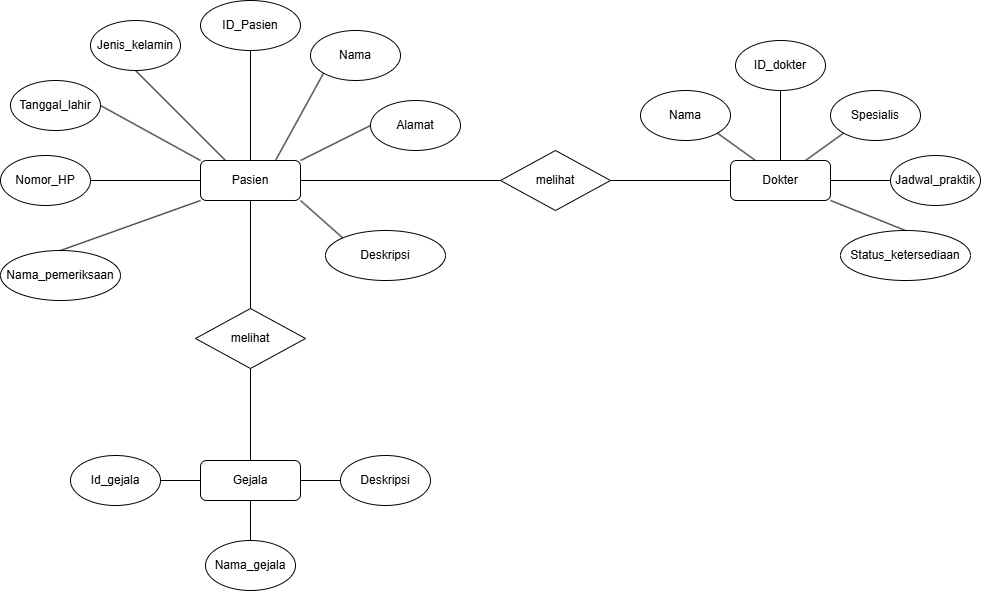 ID_Pasien
Jenis_kelamin
Nama
ID_dokter
Tanggal_lahir
Alamat
Nama
Spesialis
Nomor_HP
Pasien
melihat
Dokter
Jadwal_praktik
Nama_pemeriksaan
Deskripsi
Status_ketersediaan
melihat
Id_gejala
Gejala
Deskripsi
Nama_gejala